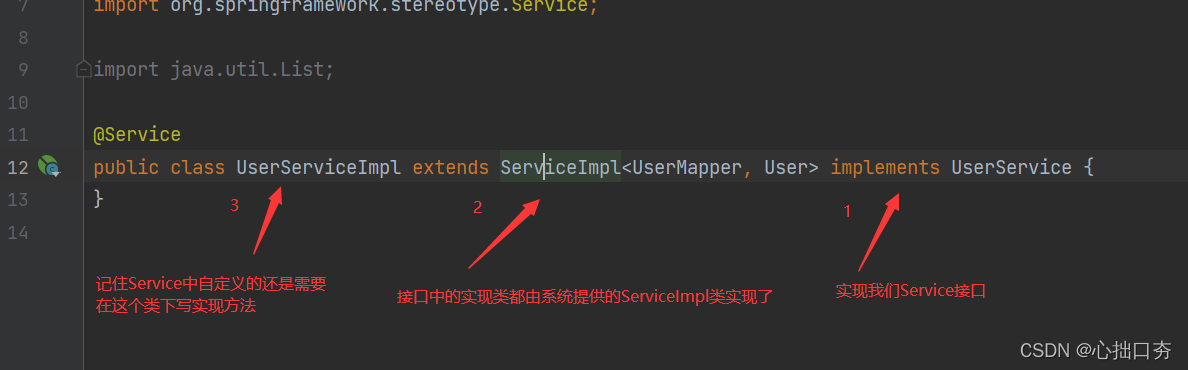 7 import org.springframework.stereotype.Service;
8
9 import java.util.List;
10
11 @Service
12 public class UserServiceImpl extends ServiceImpl<UserMapper, User> implements UserService {
13 }
14
3
2
1
记住Service中自定义的还是需要
在这个类下写实现方法
接口中的实现类都由系统提供的ServiceImpl类实现了
实现我们Service接口
CSDN @心拙口夯